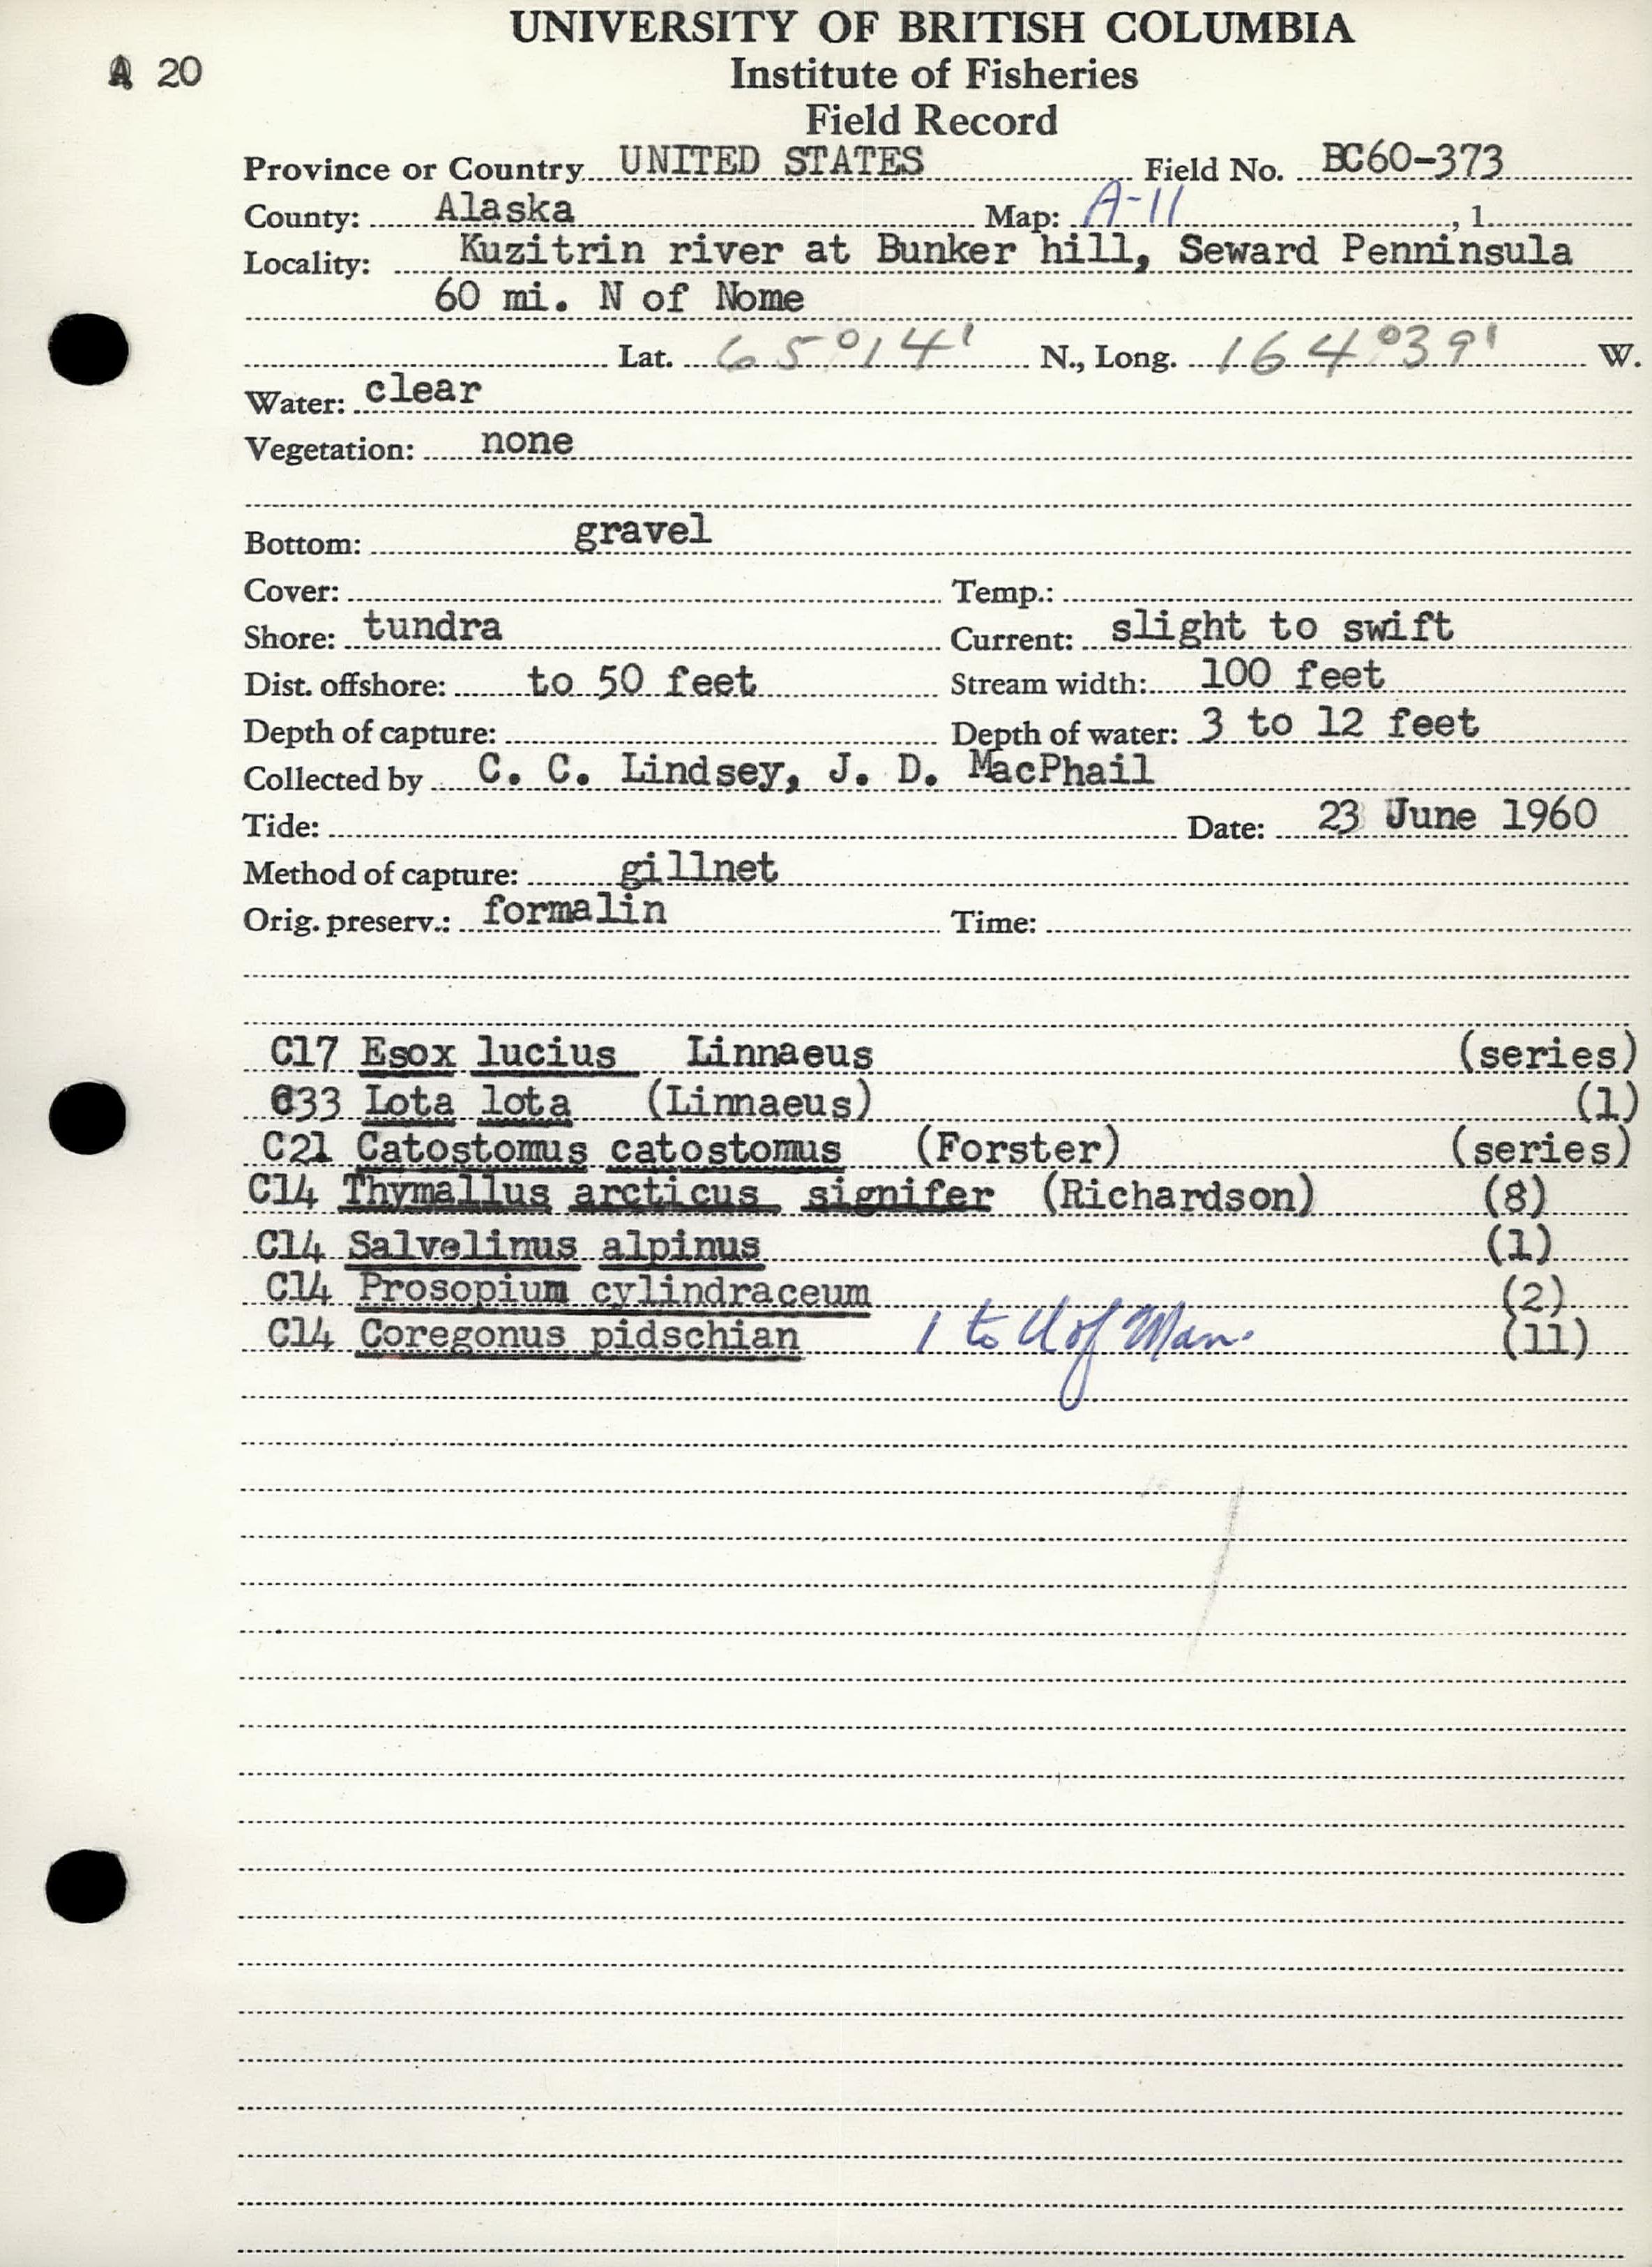 UNIVERSITY OF BRITISH COLUMBIA
A 20
Institute of Fisheries
Field Record
Province or Country UNITED STATES Field No. BC60-373
County: Alaska Map: A-11, 1
Locality: Kuzitrin river at Bunker hill, Seward Penninsula
60 mi. N of Nome
Lat. 65°14' N., Long. 164°39' W.
Water: clear
Vegetation: none
Bottom: gravel
Cover: Temp.:
Shore: tundra Current: slight to swift
Dist. offshore: to 50 feet Stream width: 100 feet
Depth of capture: Depth of water: 3 to 12 feet
Collected by C. C. Lindsey, J. D. MacPhail
Tide: Date: 23 June 1960
Method of capture: gillnet
Orig. preserv.: formalin Time:
C17 Esox lucius Linnaeus (series)
C33 Lota lota (Linnaeus) (1)
C21 Catostomus catostomus (Forster) (series)
C14 Thymallus arcticus signifer (Richardson) (8)
C14 Salvelinus alpinus (1)
C14 Prosopium cylindraceum (2)
C14 Coregonus pidschian 1 to U of Man. (11)